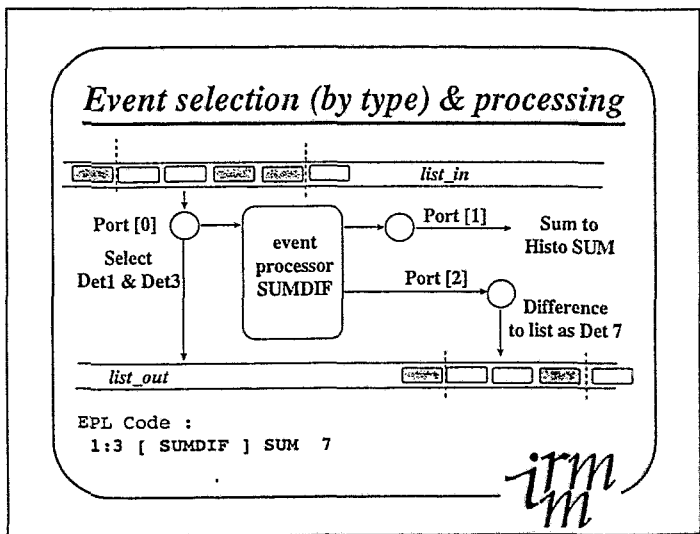 Event selection (by type) & processing
list_in
Port [0]
Select
Det1 & Det3
event
processor
SUMDIF
Port [1]
Sum to
Histo SUM
Port [2]
Difference
to list as Det 7
list_out
EPL Code :
1:3 [ SUMDIF ] SUM 7
irmm